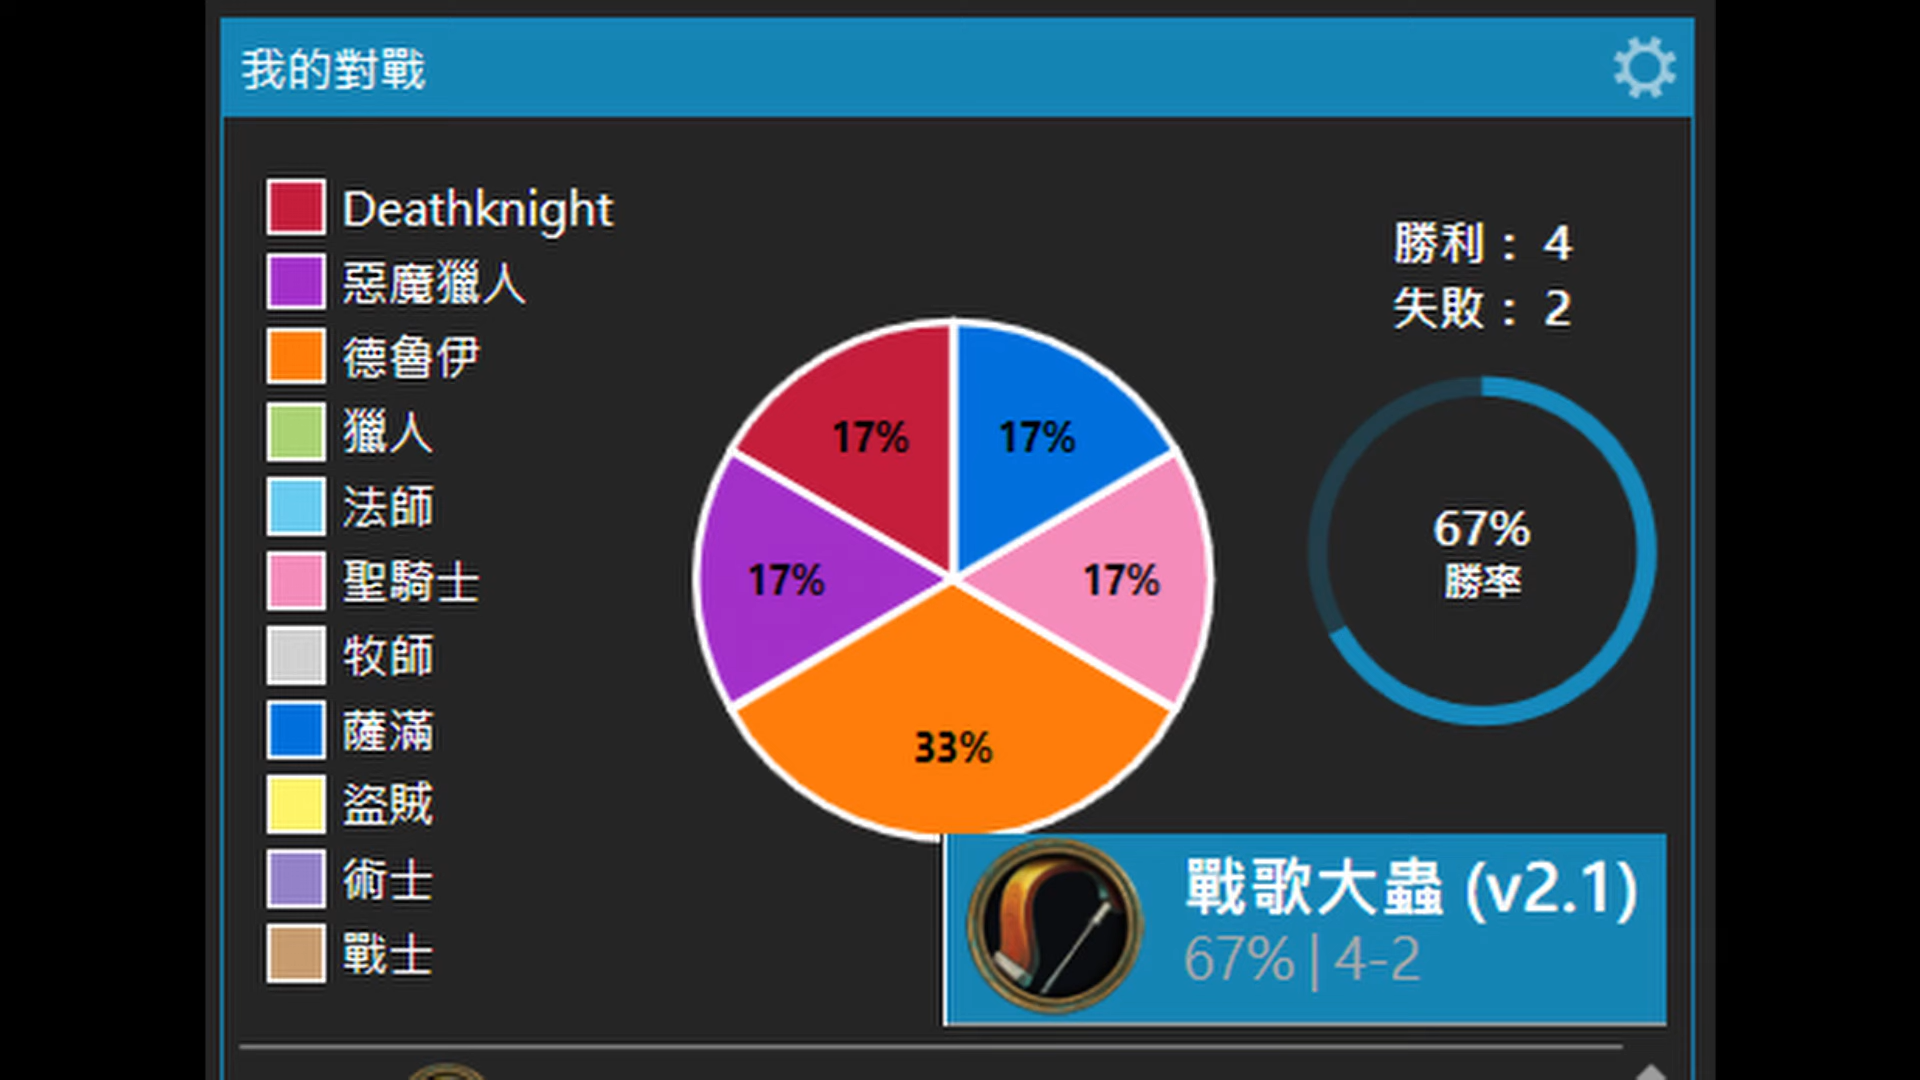 我的對戰
Deathknight
惡魔獵人
德魯伊
獵人
法師
聖騎士
牧師
薩滿
盜賊
術士
戰士
17%
17%
17%
17%
33%
勝利： 4
失敗： 2
67%
勝率
戰歌大蟲 (v2.1)
67% | 4-2